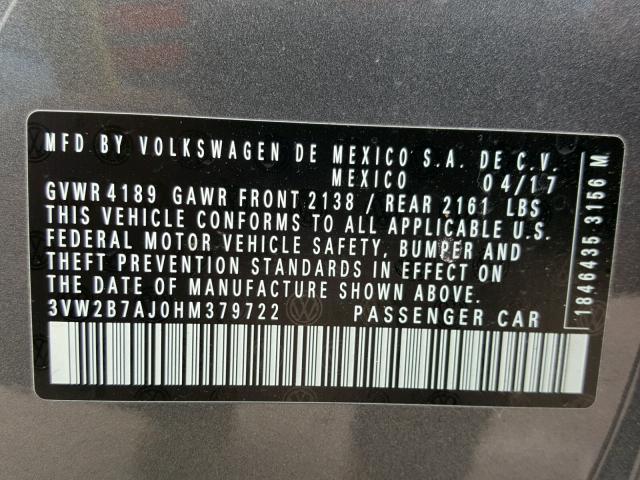 MFD.BY VOLKSWAGEN DE MEXICO S.A. DE C.V.
MEXICO 04/17
GVWR 4189 GAWR FRONT 2138 / REAR 2161 LBS
THIS VEHICLE CONFORMS TO ALL APPLICABLE U.S.
FEDERAL MOTOR VEHICLE SAFETY, BUMPER AND
THEFT PREVENTION STANDARDS IN EFFECT ON
THE DATE OF MANUFACTURE SHOWN ABOVE.
3VW2B7AJ0HM379722 PASSENGER CAR
1846435 3156 M